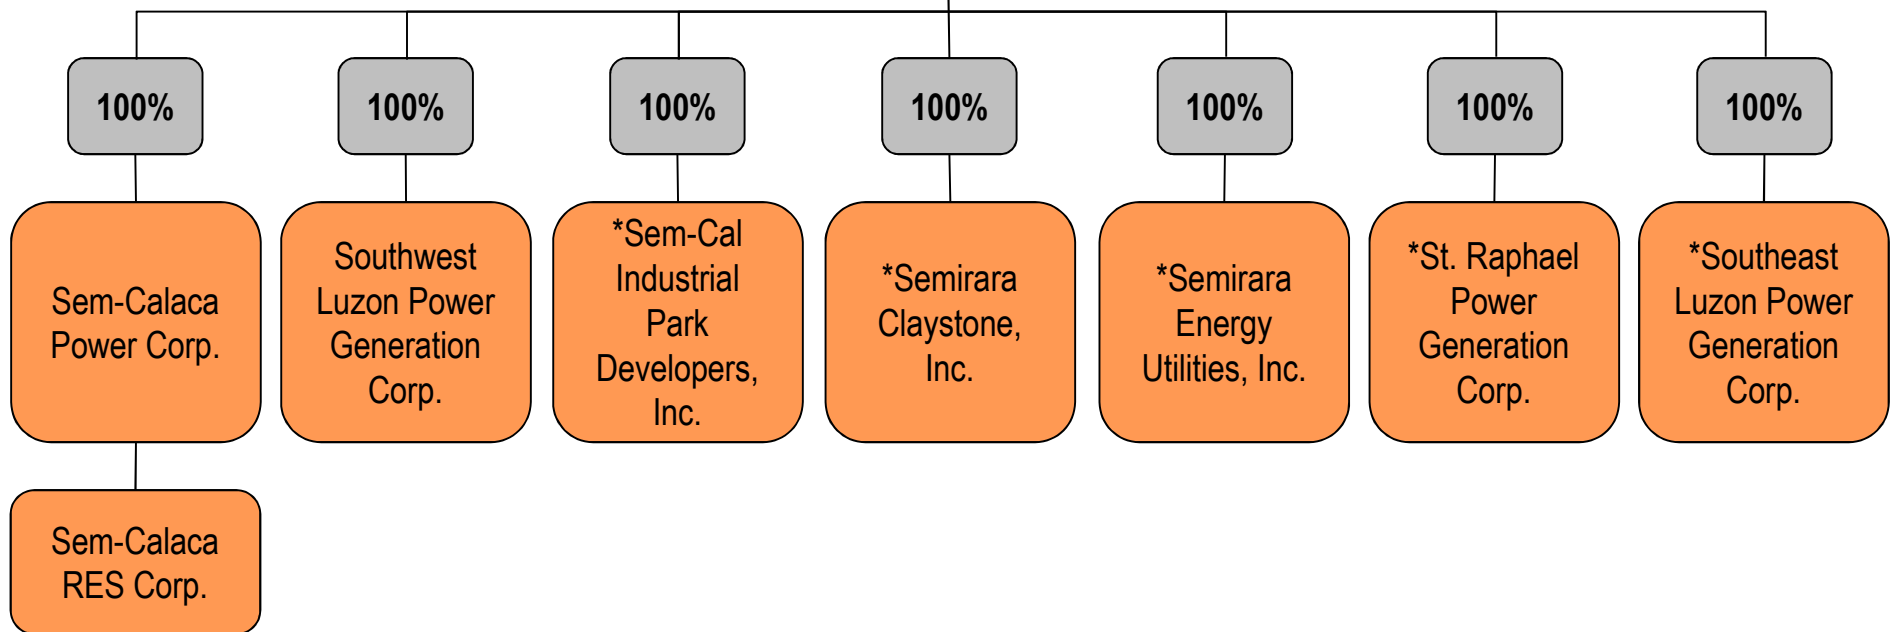 100%
100%
100%
100%
100%
100%
100%
Sem-Calaca
Power Corp.
Southwest
Luzon Power
Generation
Corp.
*Sem-Cal
Industrial
Park
Developers,
Inc.
*Semirara
Claystone,
Inc.
*Semirara
Energy
Utilities, Inc.
*St. Raphael
Power
Generation
Corp.
*Southeast
Luzon Power
Generation
Corp.
Sem-Calaca
RES Corp.